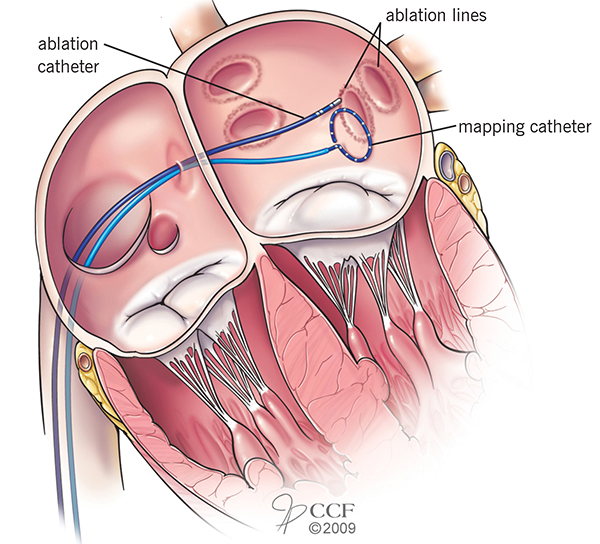 ablation lines
ablation
catheter
mapping catheter
CCF
©2009